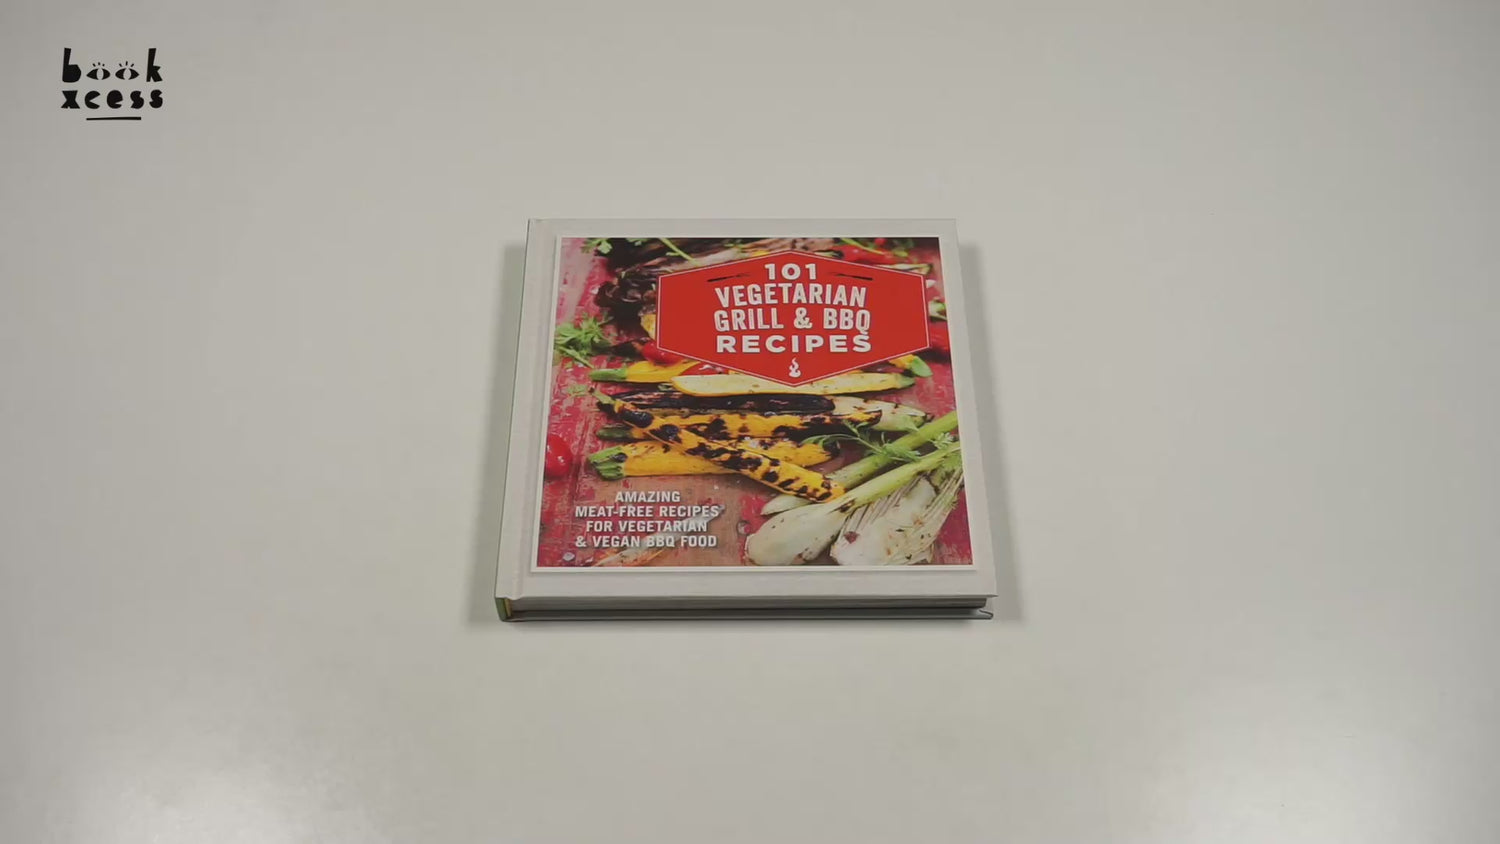 book
xcess
101
VEGETARIAN
GRILL & BBQ
RECIPES
AMAZING
MEAT-FREE RECIPES
FOR VEGETARIAN
& VEGAN BBQ FOOD